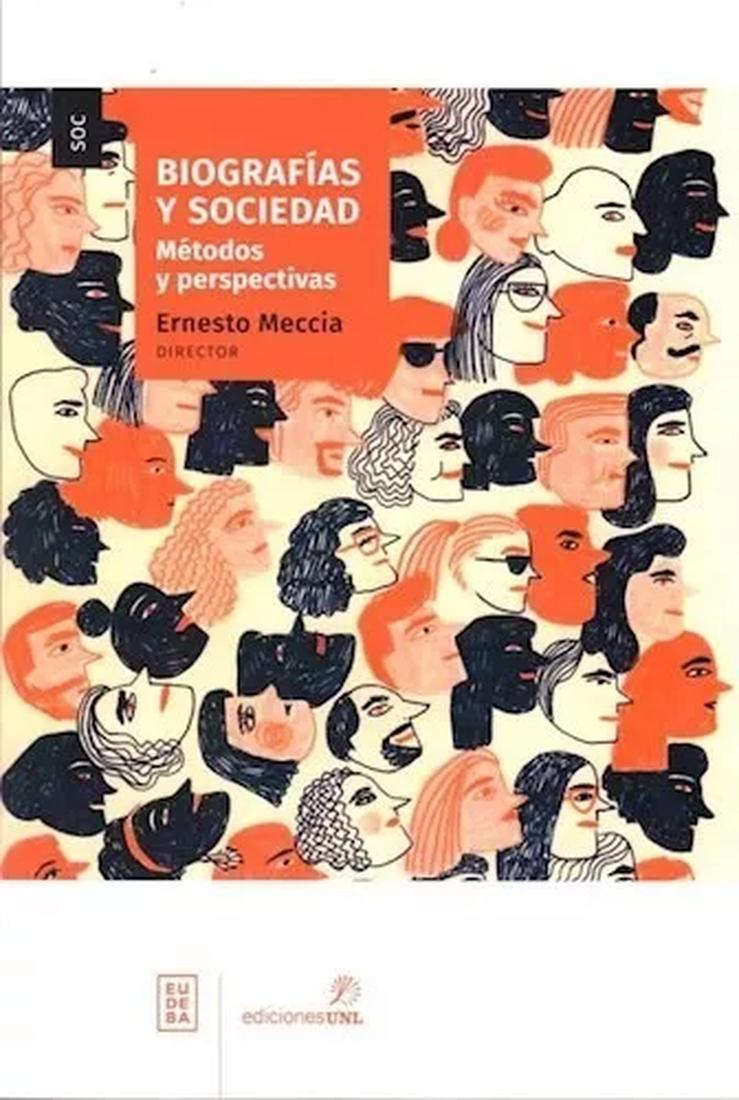 SOC
BIOGRAFÍAS
Y SOCIEDAD
Métodos
y perspectivas
Ernesto Meccia
DIRECTOR
EU
DE
BA
edicionesUNL